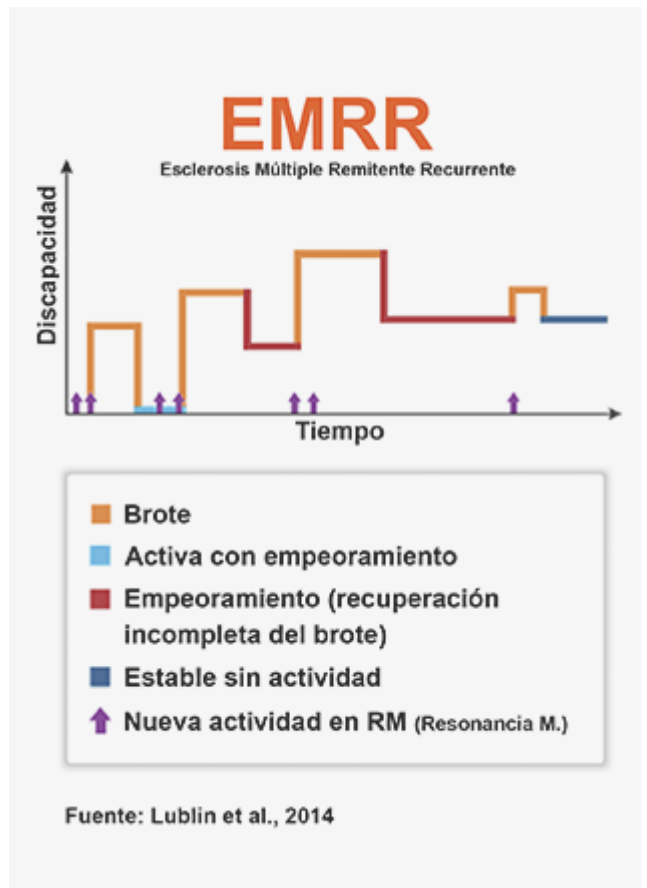 EMRR
Esclerosis Múltiple Remitente Recurrente
Discapacidad
Tiempo
Brote
Activa con empeoramiento
Empeoramiento (recuperación
incompleta del brote)
Estable sin actividad
Nueva actividad en RM (Resonancia M.)
Fuente: Lublin et al., 2014